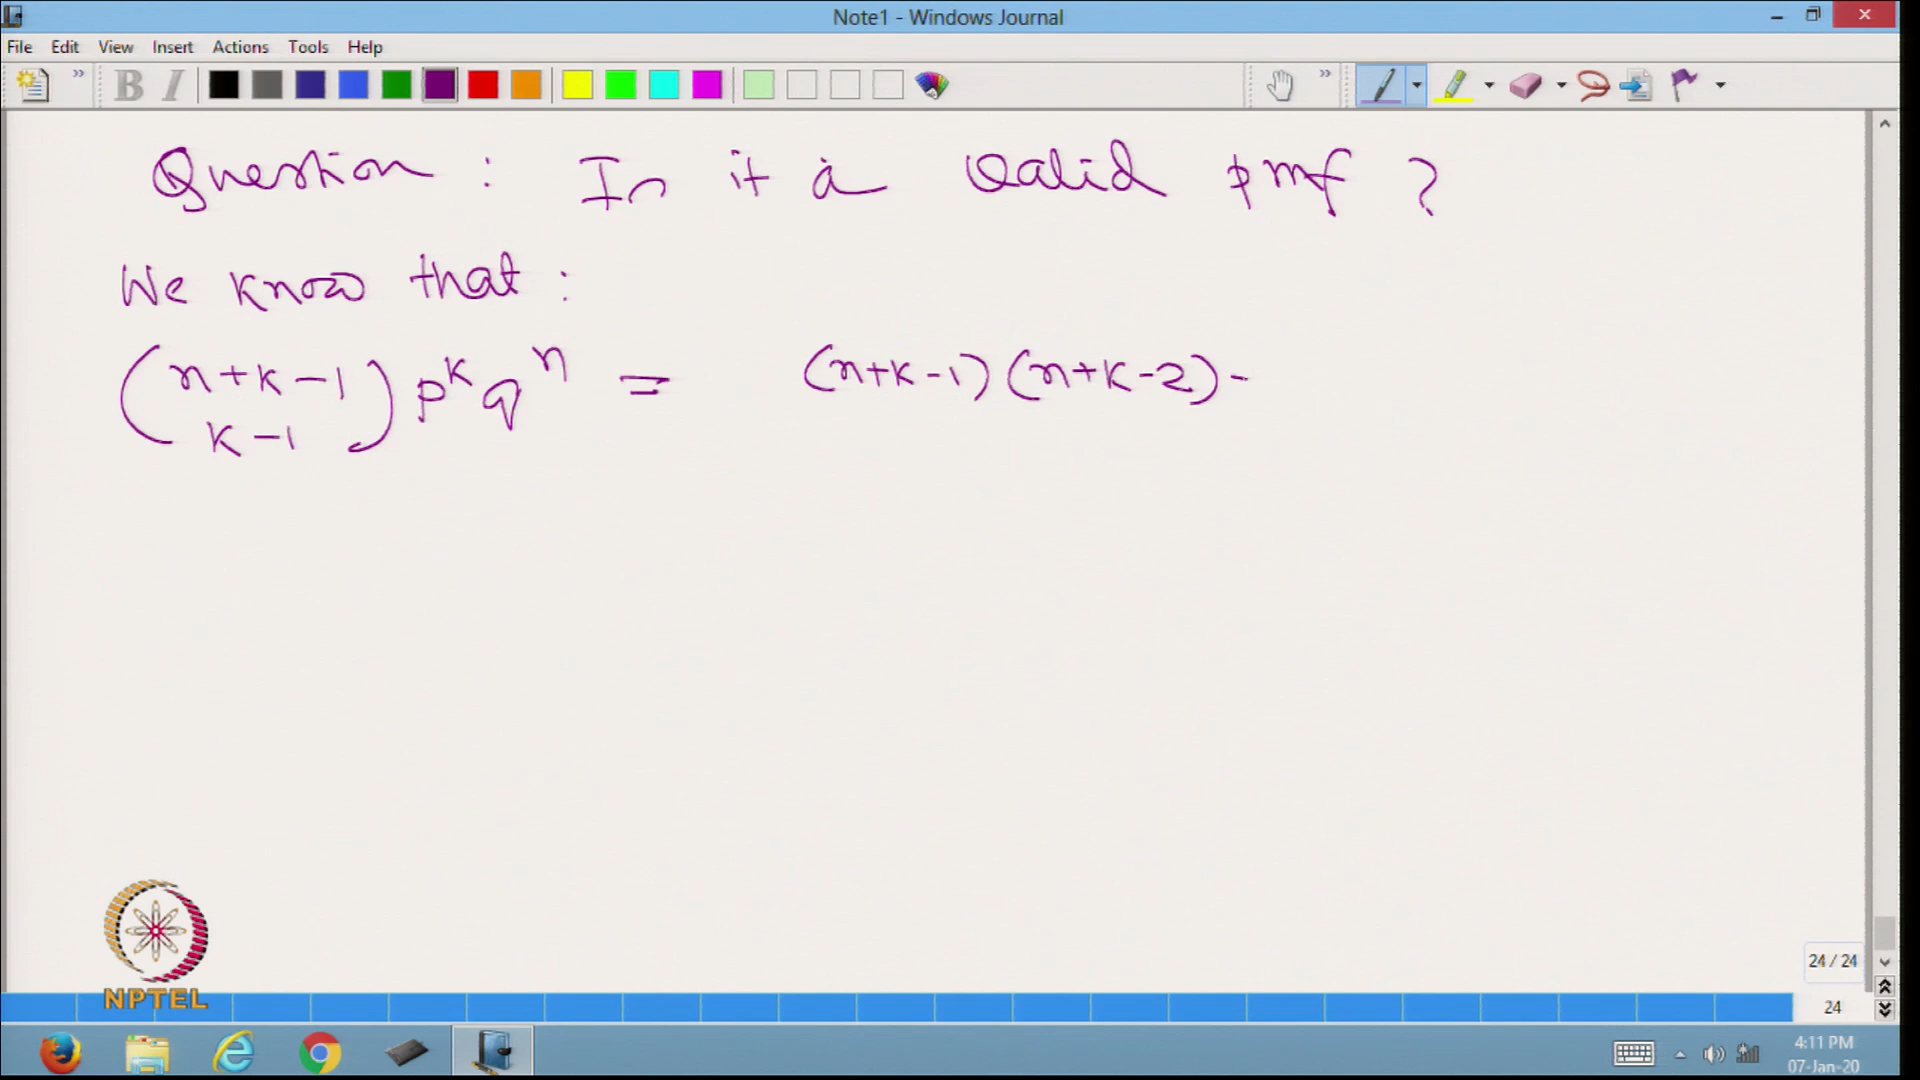 Note1 - Windows Journal
File Edit View Insert Actions Tools Help
B I
Question : Is it a valid pmf ?
We know that :
(n+k-1 k-1) p^k q^n = (n+k-1)(n+k-2)-
24 / 24
NPTEL
24
4:11 PM
07-Jan-20